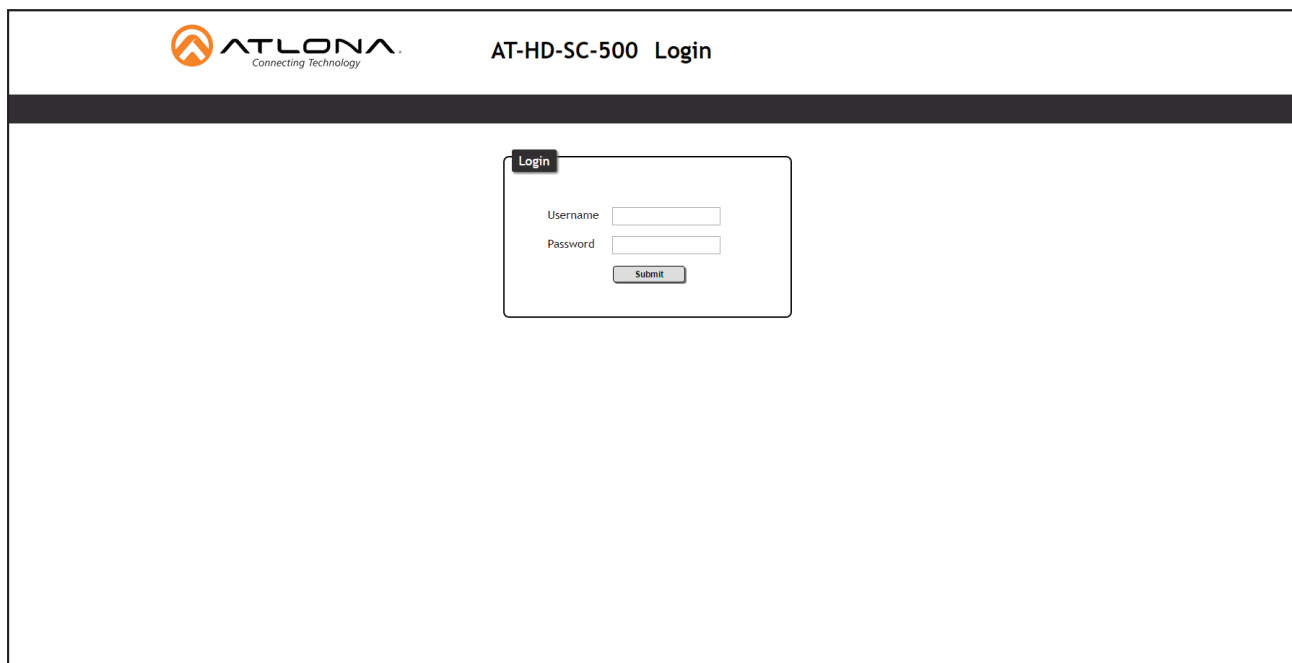 ATLONA.
Connecting Technology
AT-HD-SC-500 Login
Login
Username
Password
Submit